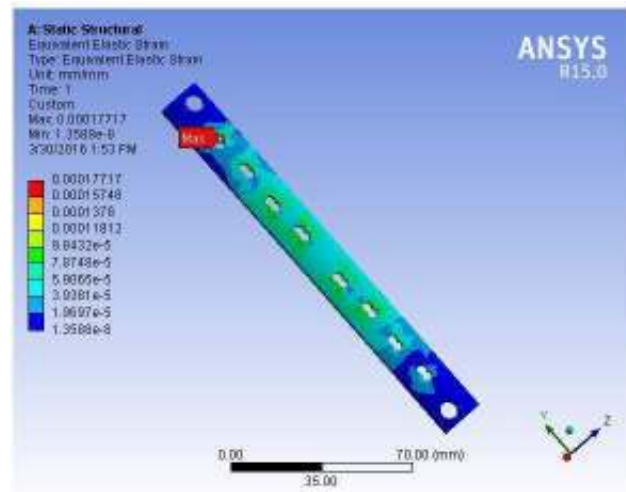 A: Static Structural
Equivalent Elastic Strain
Type: Equivalent Elastic Strain
Unit: mm/mm
Time: 1
Custom
Max: 0.00017717
Min: 1.3588e-8
3/30/2016 1:53 PM
0.00017717
0.00015748
0.0001378
0.00011812
9.8432e-5
7.8748e-5
5.9065e-5
3.9381e-5
1.9697e-5
1.3588e-8
ANSYS
R15.0
Max
0.00
70.00 (mm)
35.00
Y
Z